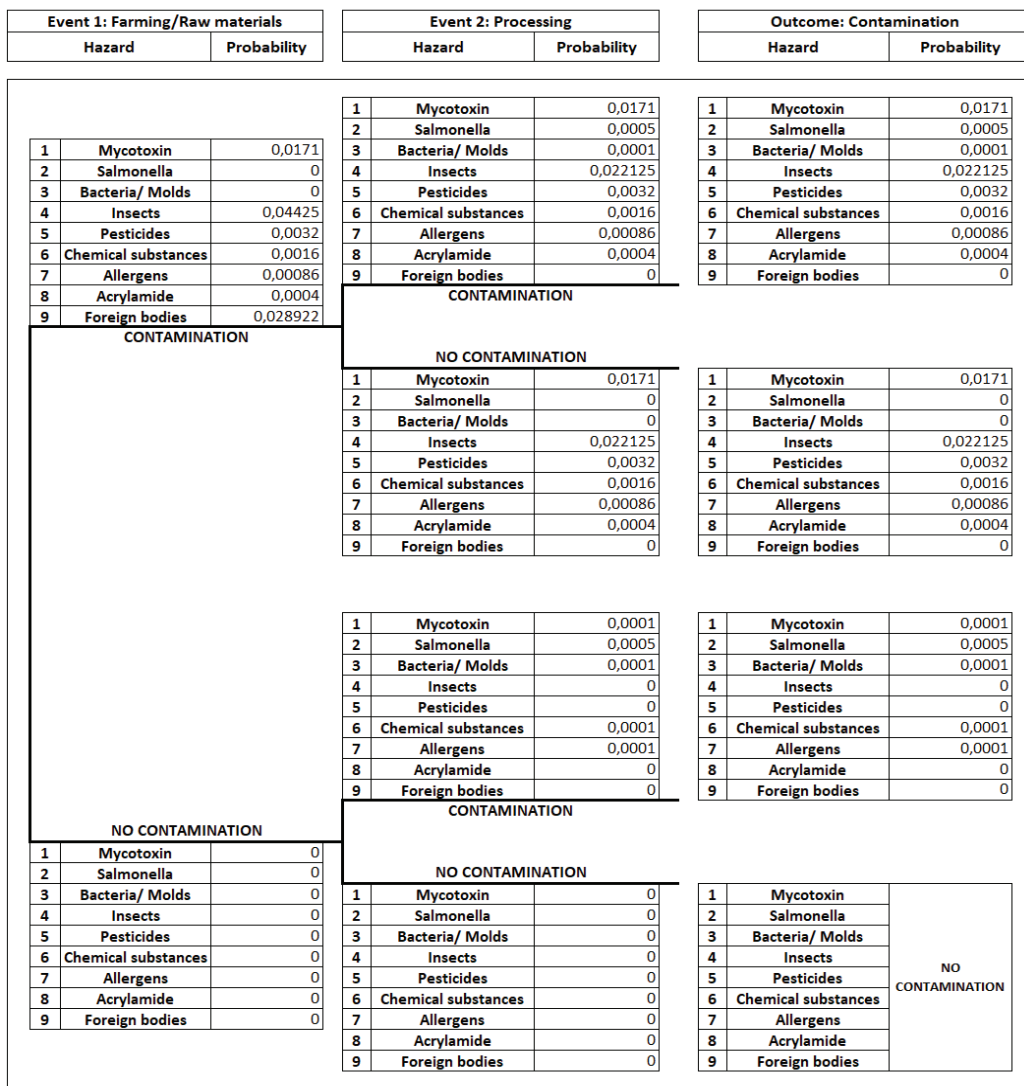 Event 1: Farming/Raw materials
Hazard Probability
Event 2: Processing
Hazard Probability
Outcome: Contamination
Hazard Probability
1 Mycotoxin 0,0171
2 Salmonella 0
3 Bacteria/ Molds 0
4 Insects 0,04425
5 Pesticides 0,0032
6 Chemical substances 0,0016
7 Allergens 0,00086
8 Acrylamide 0,0004
9 Foreign bodies 0,028922
CONTAMINATION
1 Mycotoxin 0,0171
2 Salmonella 0,0005
3 Bacteria/ Molds 0,0001
4 Insects 0,022125
5 Pesticides 0,0032
6 Chemical substances 0,0016
7 Allergens 0,00086
8 Acrylamide 0,0004
9 Foreign bodies 0
CONTAMINATION
1 Mycotoxin 0,0171
2 Salmonella 0,0005
3 Bacteria/ Molds 0,0001
4 Insects 0,022125
5 Pesticides 0,0032
6 Chemical substances 0,0016
7 Allergens 0,00086
8 Acrylamide 0,0004
9 Foreign bodies 0
NO CONTAMINATION
1 Mycotoxin 0,0171
2 Salmonella 0
3 Bacteria/ Molds 0
4 Insects 0,022125
5 Pesticides 0,0032
6 Chemical substances 0,0016
7 Allergens 0,00086
8 Acrylamide 0,0004
9 Foreign bodies 0
1 Mycotoxin 0,0171
2 Salmonella 0
3 Bacteria/ Molds 0
4 Insects 0,022125
5 Pesticides 0,0032
6 Chemical substances 0,0016
7 Allergens 0,00086
8 Acrylamide 0,0004
9 Foreign bodies 0
1 Mycotoxin 0,0001
2 Salmonella 0,0005
3 Bacteria/ Molds 0,0001
4 Insects 0
5 Pesticides 0
6 Chemical substances 0,0001
7 Allergens 0,0001
8 Acrylamide 0
9 Foreign bodies 0
CONTAMINATION
1 Mycotoxin 0,0001
2 Salmonella 0,0005
3 Bacteria/ Molds 0,0001
4 Insects 0
5 Pesticides 0
6 Chemical substances 0,0001
7 Allergens 0,0001
8 Acrylamide 0
9 Foreign bodies 0
NO CONTAMINATION
1 Mycotoxin 0
2 Salmonella 0
3 Bacteria/ Molds 0
4 Insects 0
5 Pesticides 0
6 Chemical substances 0
7 Allergens 0
8 Acrylamide 0
9 Foreign bodies 0
NO CONTAMINATION
1 Mycotoxin 0
2 Salmonella 0
3 Bacteria/ Molds 0
4 Insects 0
5 Pesticides 0
6 Chemical substances 0
7 Allergens 0
8 Acrylamide 0
9 Foreign bodies 0
1 Mycotoxin
2 Salmonella
3 Bacteria/ Molds
4 Insects
5 Pesticides
6 Chemical substances
7 Allergens
8 Acrylamide
9 Foreign bodies
NO
CONTAMINATION